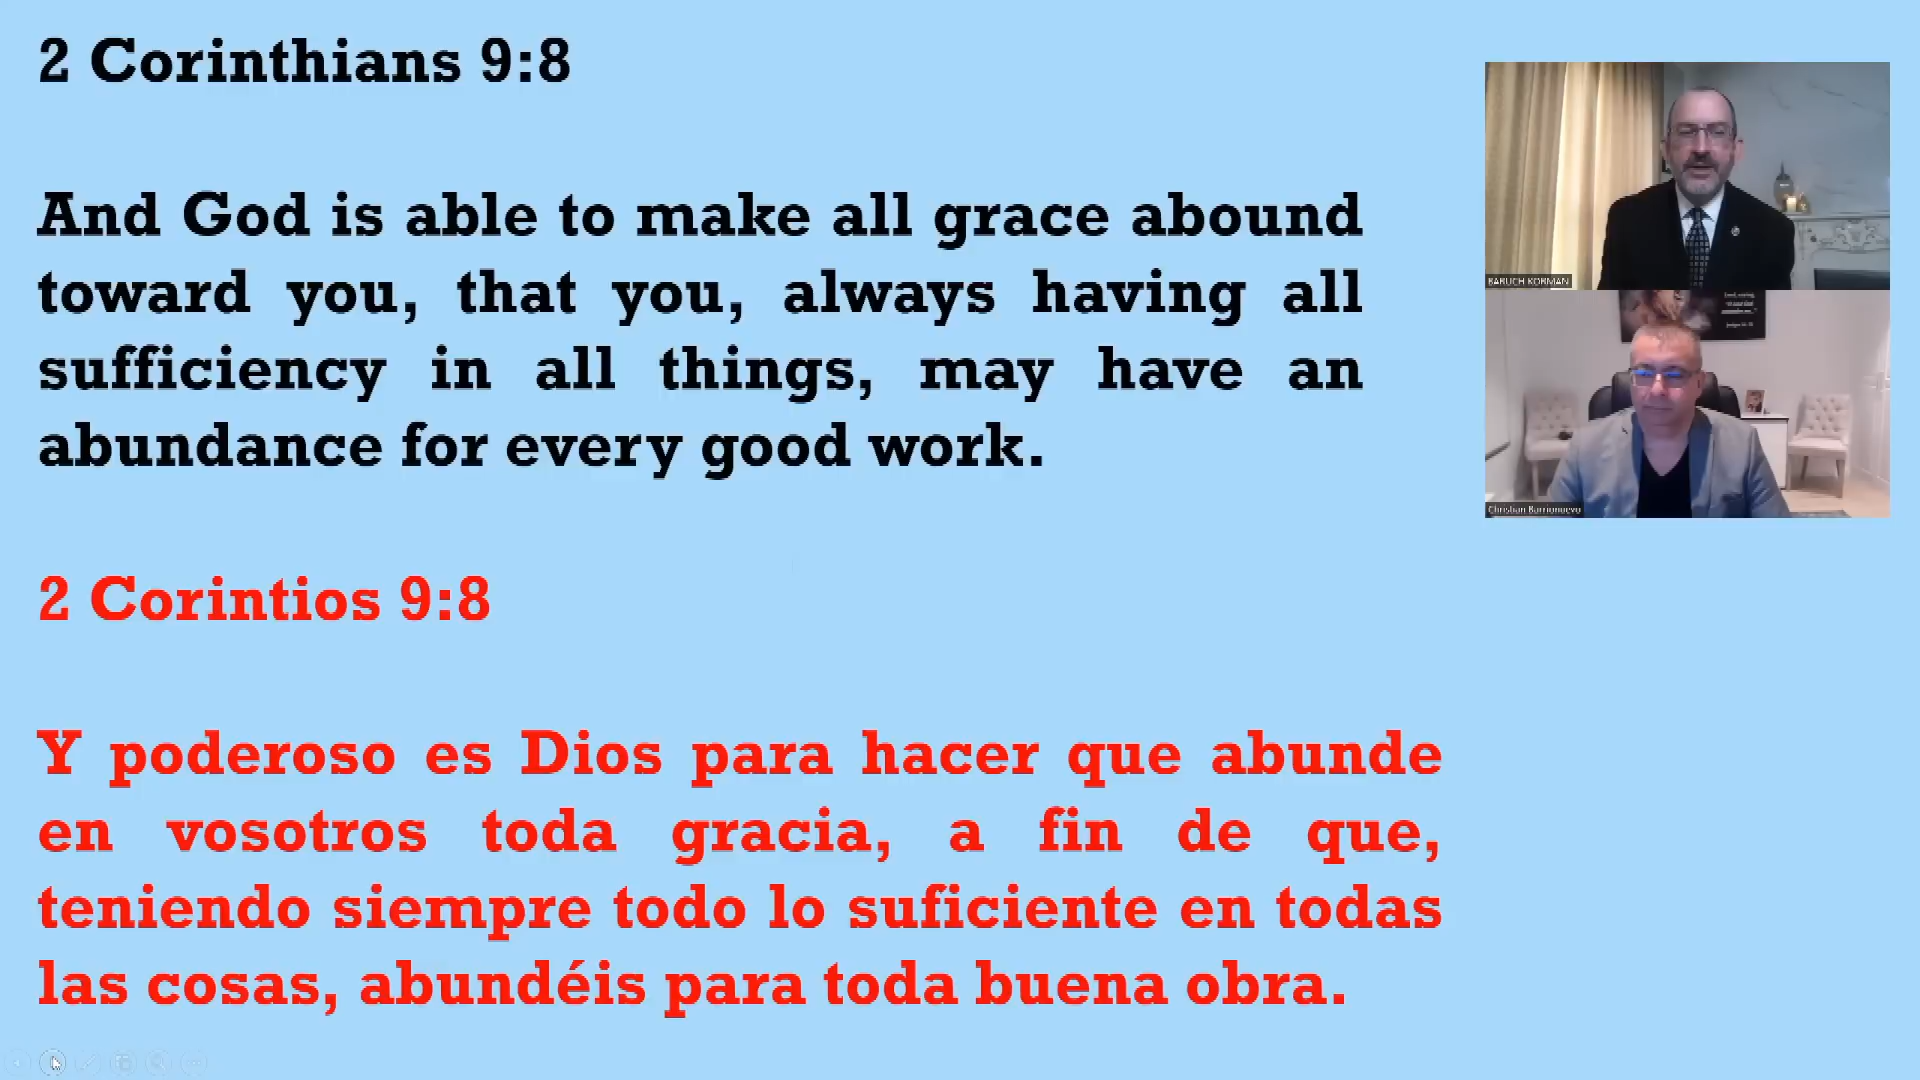 2 Corinthians 9:8
And God is able to make all grace abound
toward you, that you, always having all
sufficiency in all things, may have an
abundance for every good work.
2 Corintios 9:8
Y poderoso es Dios para hacer que abunde
en vosotros toda gracia, a fin de que,
teniendo siempre todo lo suficiente en todas
las cosas, abundéis para toda buena obra.
BARUCH KORMAN
Christian Barrionuevo